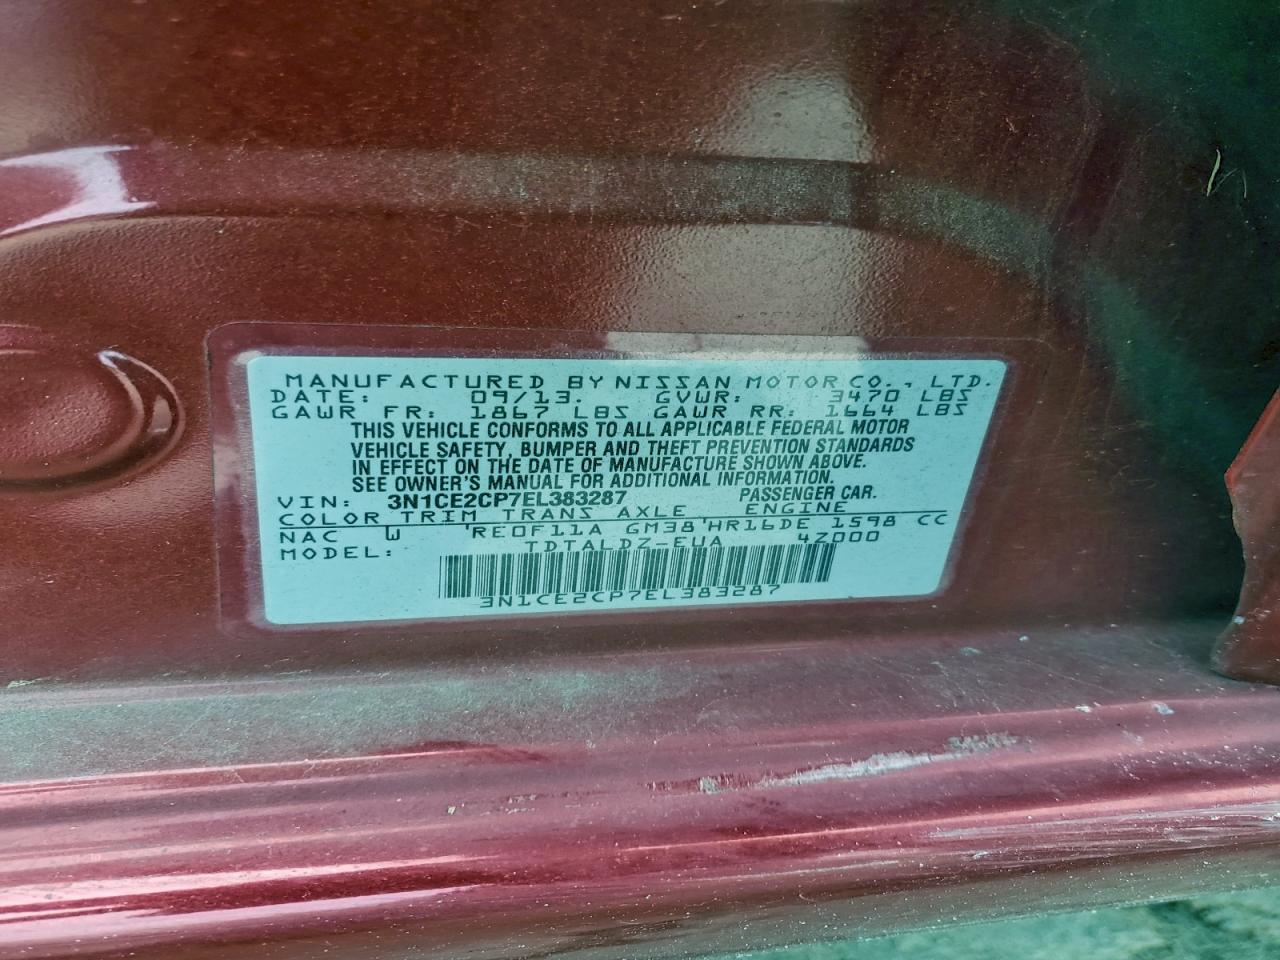 MANUFACTURED BY NISSAN MOTOR CO., LTD.
DATE: 09/13. GVWR: 3470 LBS
GAWR FR: 1867 LBS GAWR RR: 1664 LBS
THIS VEHICLE CONFORMS TO ALL APPLICABLE FEDERAL MOTOR
VEHICLE SAFETY, BUMPER AND THEFT PREVENTION STANDARDS
IN EFFECT ON THE DATE OF MANUFACTURE SHOWN ABOVE.
SEE OWNER'S MANUAL FOR ADDITIONAL INFORMATION.
VIN: 3N1CE2CP7EL383287 PASSENGER CAR.
COLOR TRIM TRANS AXLE ENGINE
NAC W RE0F11A GM38 HR16DE 1598 CC
MODEL: TDTALDZ-EUA 4Z000
3N1CE2CP7EL383287